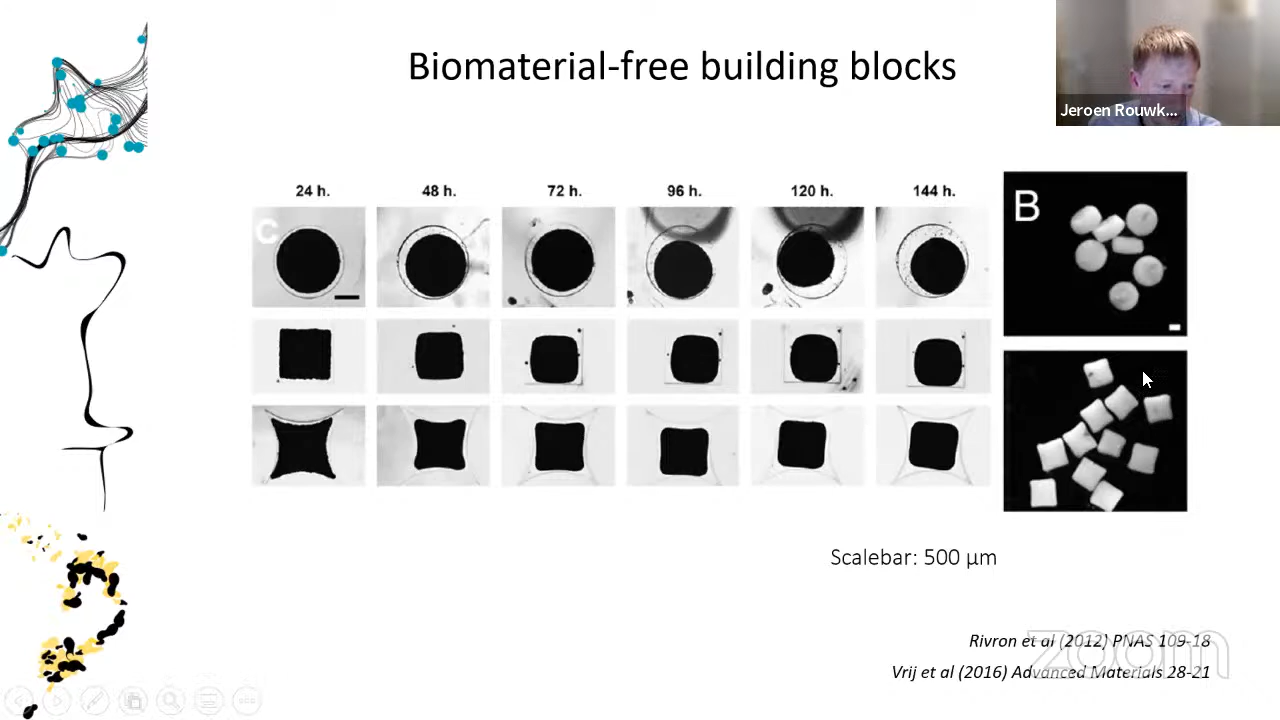 Biomaterial-free building blocks
Jeroen Rouwk...
24 h. 48 h. 72 h. 96 h. 120 h. 144 h.
C
B
Scalebar: 500 µm
Rivron et al (2012) PNAS 109-18
Vrij et al (2016) Advanced Materials 28-21
zoom